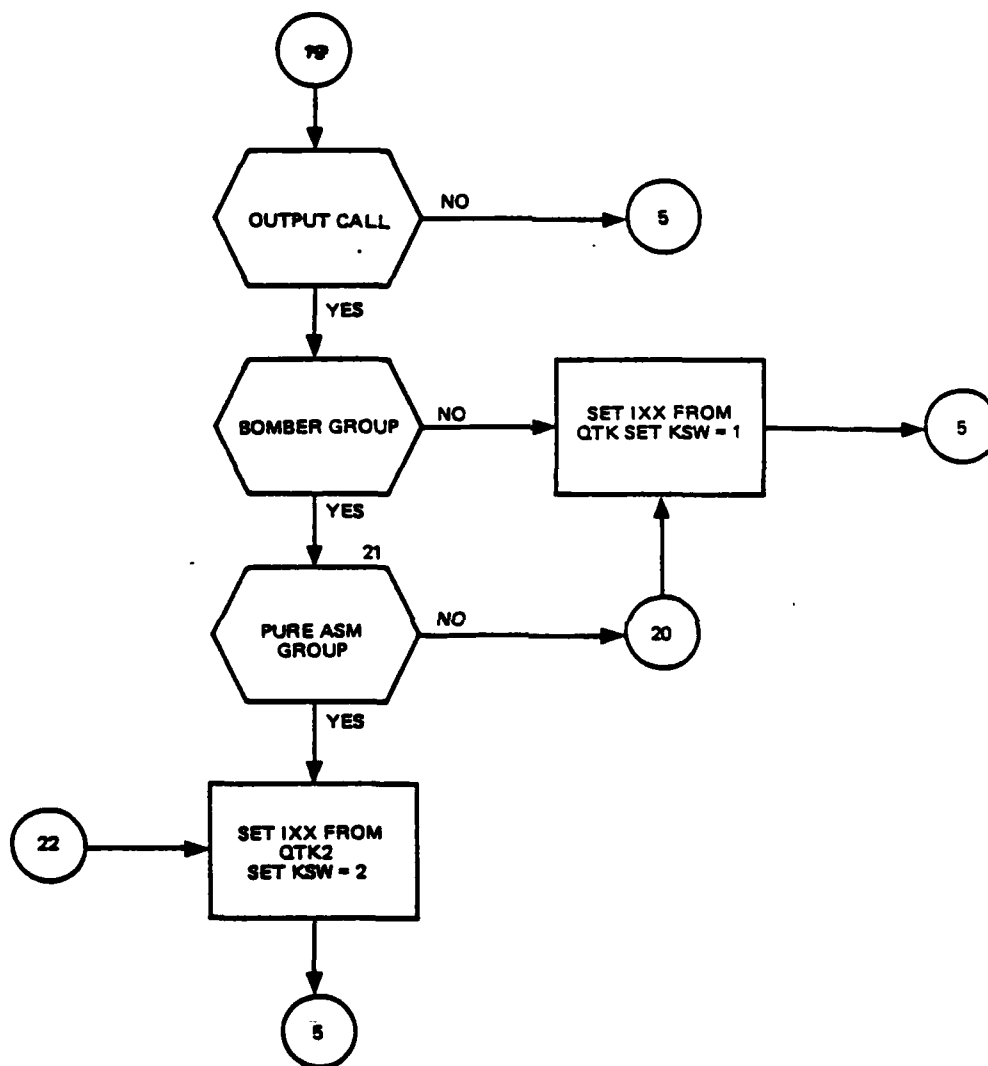 19
OUTPUT CALL
NO
5
YES
BOMBER GROUP
NO
SET IXX FROM
QTK SET KSW = 1
5
YES
21
PURE ASM
GROUP
NO
20
YES
22
SET IXX FROM
QTK2
SET KSW = 2
5